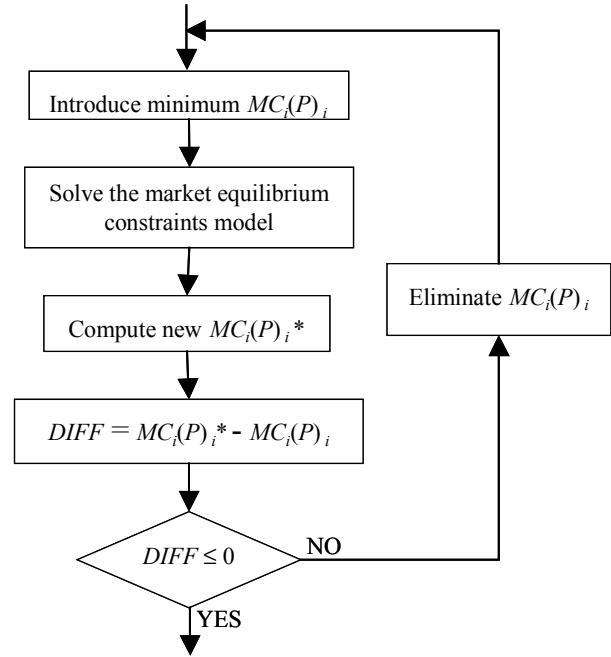 Introduce minimum MCᵢ(P) ᵢ
Solve the market equilibrium
constraints model
Compute new MCᵢ(P) ᵢ*
DIFF = MCᵢ(P) ᵢ* - MCᵢ(P) ᵢ
DIFF ≤ 0
NO
YES
Eliminate MCᵢ(P) ᵢ